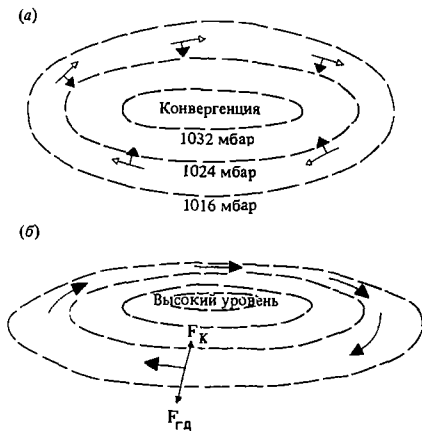 (а)
Конвергенция
1032 мбар
1024 мбар
1016 мбар
(б)
Высокий уровень
Fк
Fгд